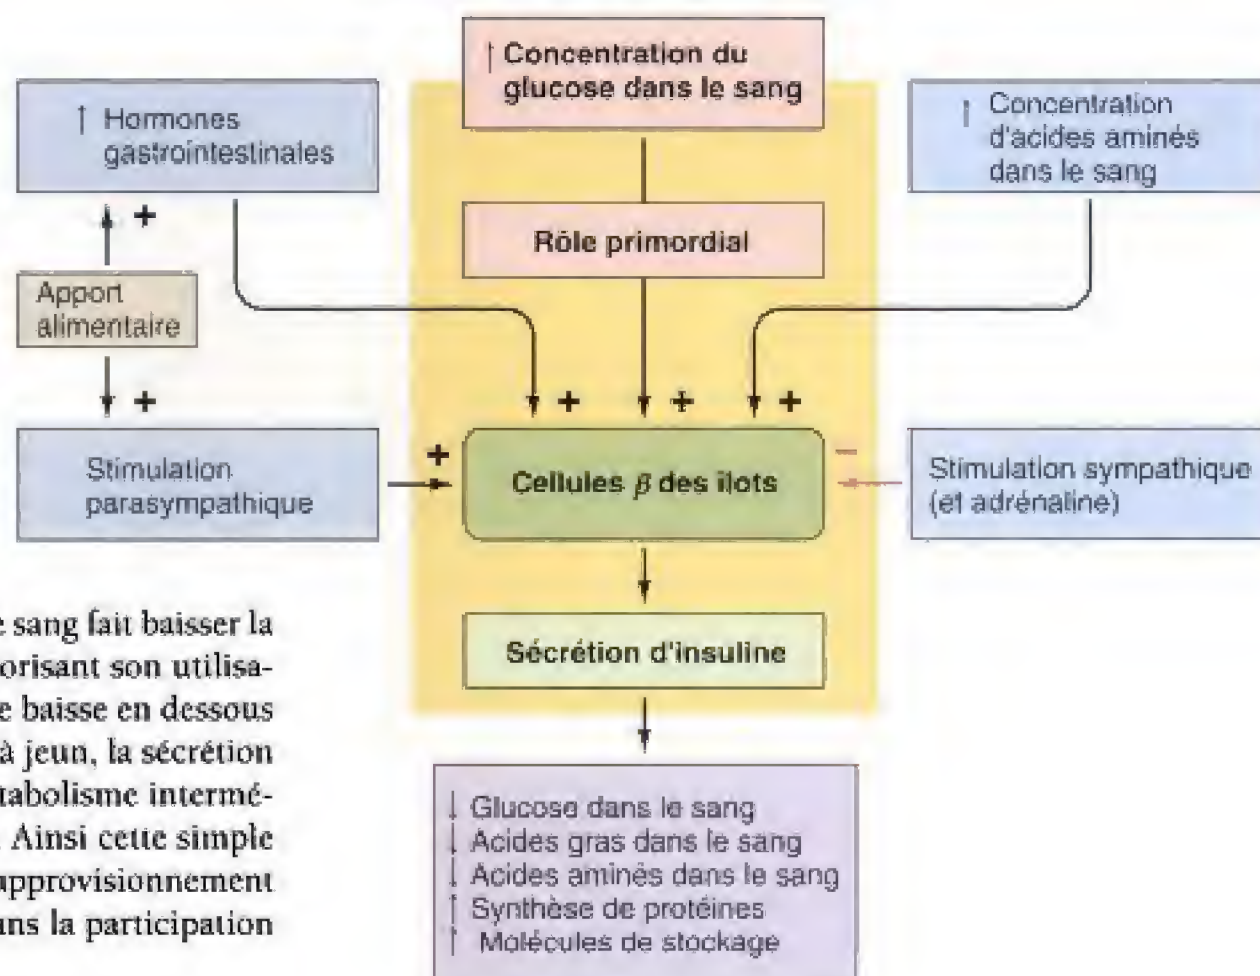 ↑ Concentration du
glucose dans le sang
↑ Hormones
gastrointestinales
↑ Concentration
d'acides aminés
dans le sang
+
Rôle primordial
Apport
alimentaire
+
+ + +
Stimulation
parasympathique
+
Cellules β des îlots
−
Stimulation sympathique
(et adrénaline)
Sécrétion d'insuline
↓ Glucose dans le sang
↓ Acides gras dans le sang
↓ Acides aminés dans le sang
↑ Synthèse de protéines
↑ Molécules de stockage
e sang fait baisser la
orisant son utilisa-
e baisse en dessous
à jeun, la sécrétion
tabolisme intermé-
. Ainsi cette simple
approvisionnement
ans la participation